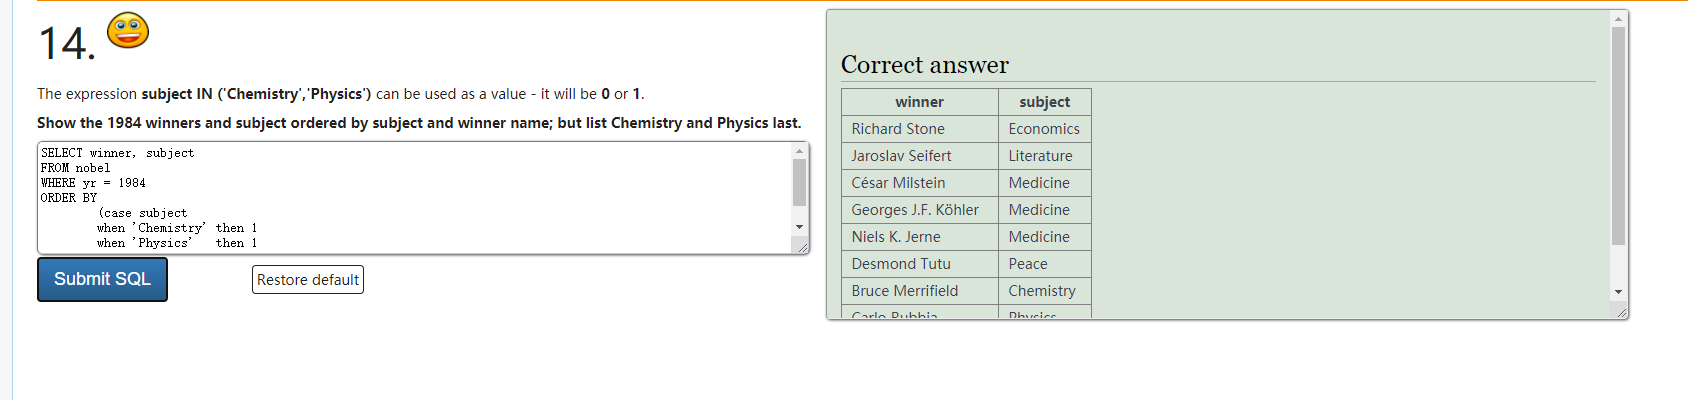 14.
The expression subject IN ('Chemistry','Physics') can be used as a value - it will be 0 or 1.
Show the 1984 winners and subject ordered by subject and winner name; but list Chemistry and Physics last.
SELECT winner, subject
FROM nobel
WHERE yr = 1984
ORDER BY
(case subject
when 'Chemistry' then 1
when 'Physics' then 1
Submit SQL
Restore default
Correct answer
winner subject
Richard Stone Economics
Jaroslav Seifert Literature
César Milstein Medicine
Georges J.F. Köhler Medicine
Niels K. Jerne Medicine
Desmond Tutu Peace
Bruce Merrifield Chemistry
Carlo Rubbia Physics